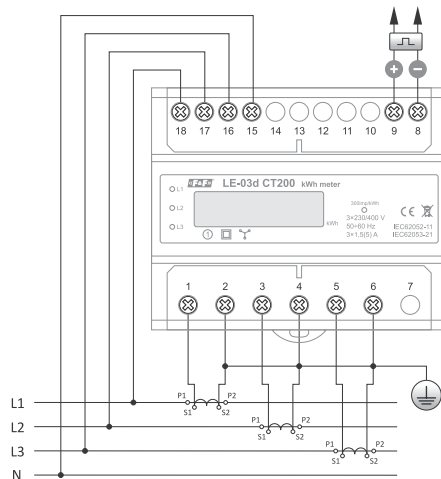 + −
18 17 16 15 14 13 12 11 10 9 8
F&F LE-03d CT200 kWh meter
L1
L2
L3
kWh
300imp/kWh
3×230/400 V
50÷60 Hz
3×1,5(5) A
CE
IEC62052-11
IEC62053-21
1
1 2 3 4 5 6 7
L1
P1 P2
S1 S2
L2
P1 P2
S1 S2
L3
P1 P2
S1 S2
N